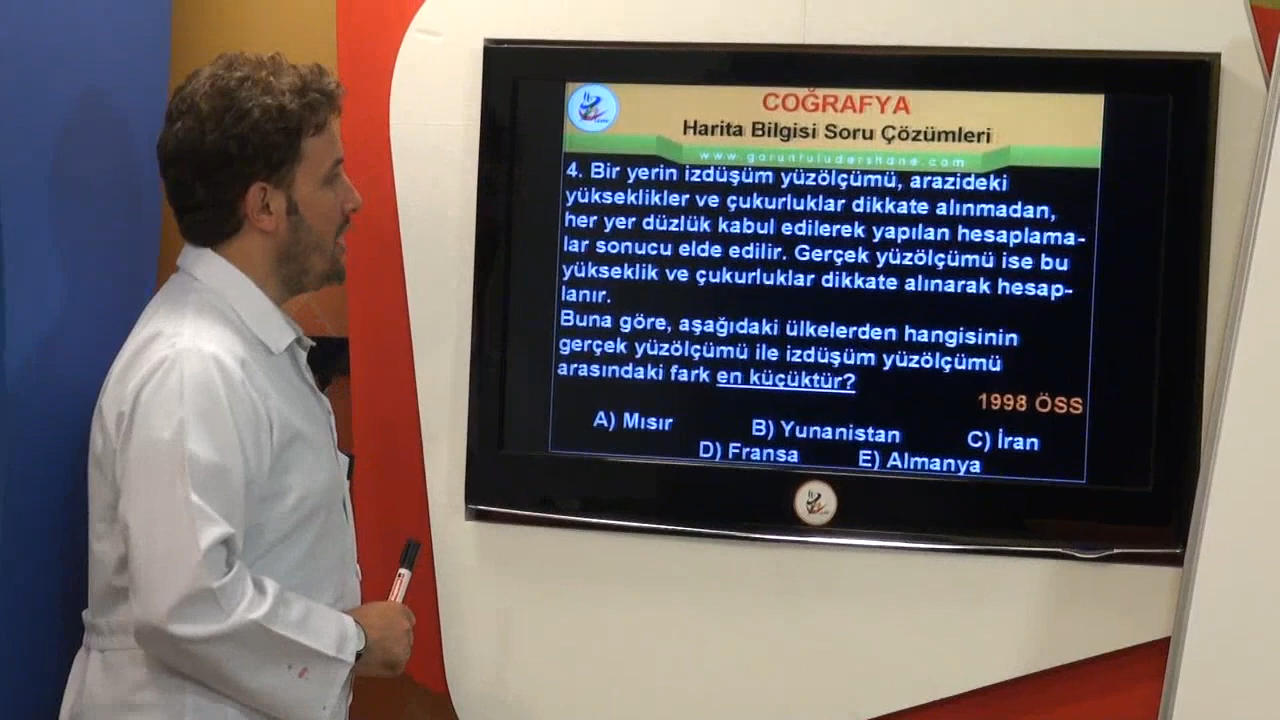 COĞRAFYA
Harita Bilgisi Soru Çözümleri
www.goruntuludershane.com
4. Bir yerin izdüşüm yüzölçümü, arazideki
yükseklikler ve çukurluklar dikkate alınmadan,
her yer düzlük kabul edilerek yapılan hesaplama-
lar sonucu elde edilir. Gerçek yüzölçümü ise bu
yükseklik ve çukurluklar dikkate alınarak hesap-
lanır.
Buna göre, aşağıdaki ülkelerden hangisinin
gerçek yüzölçümü ile izdüşüm yüzölçümü
arasındaki fark en küçüktür?
1998 ÖSS
A) Mısır B) Yunanistan C) İran
D) Fransa E) Almanya